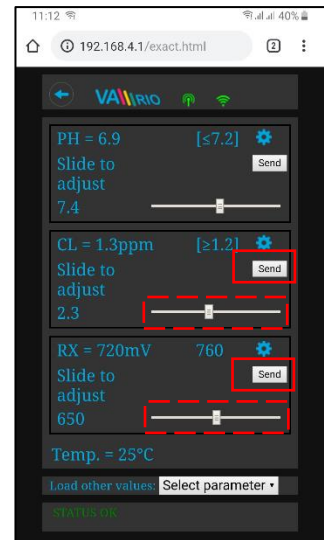 11:12 40%
192.168.4.1/exact.html 2
VAMRIO
PH = 6.9 [≤7.2]
Slide to Send
adjust
7.4
CL = 1.3ppm [≥1.2]
Slide to Send
adjust
2.3
RX = 720mV 760
Slide to Send
adjust
650
Temp. = 25°C
Load other values: Select parameter
STATUS OK